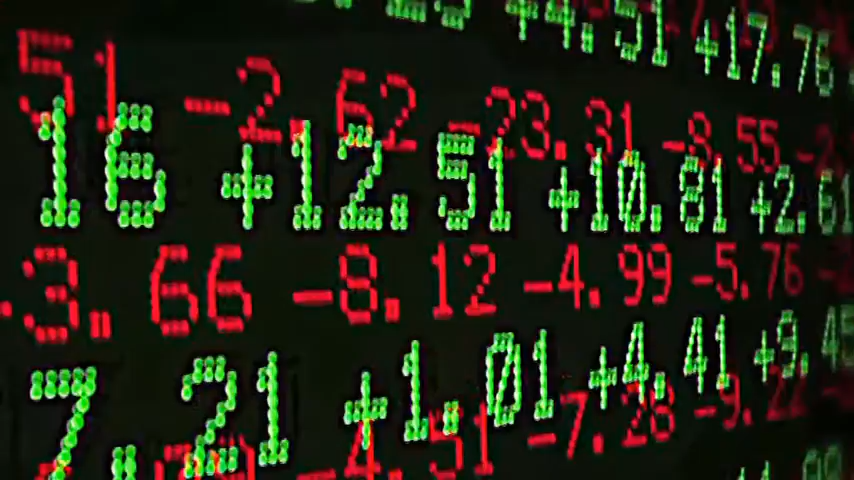 +4.51 +17.76
51 -2.62 -23.31 -8.55
16 +12.51 +10.81 +2.61
3.66 -8.12 -4.99 -5.76
7.21 +1.01 +4.41 +9.45
-4.51 -7.28 -9.22